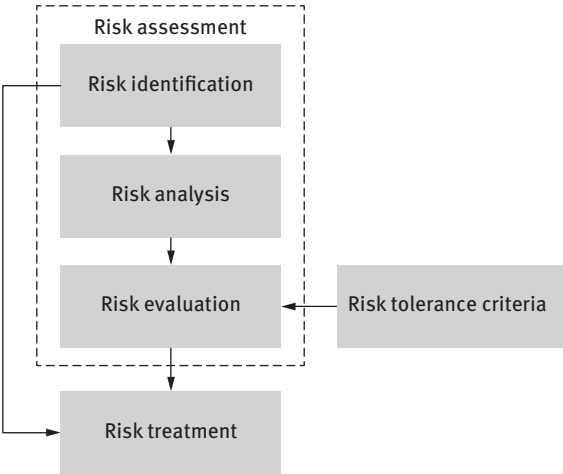 Risk assessment
Risk identification
Risk analysis
Risk evaluation
Risk tolerance criteria
Risk treatment